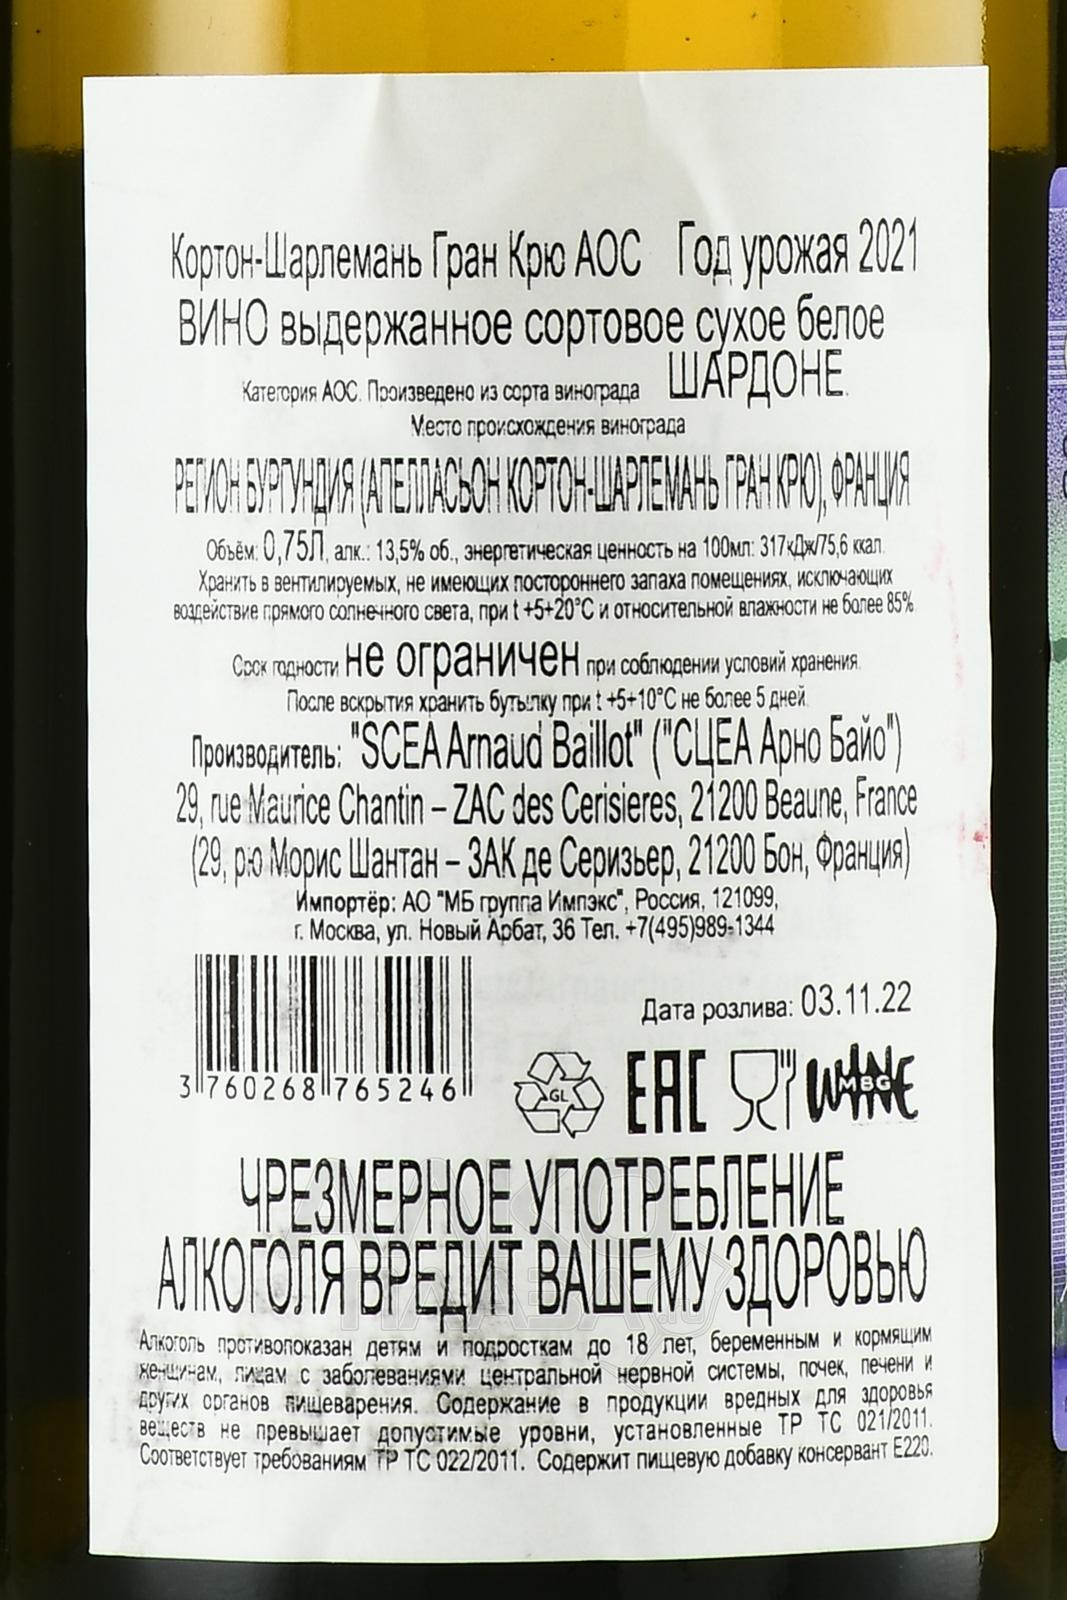 Кортон-Шарлемань Гран Крю АОС Год урожая 2021
ВИНО выдержанное сортовое сухое белое
Категория АОС. Произведено из сорта винограда ШАРДОНЕ.
Место происхождения винограда
РЕГИОН БУРГУНДИЯ (АПЕЛЛАСЬОН КОРТОН-ШАРЛЕМАНЬ ГРАН КРЮ), ФРАНЦИЯ
Объём: 0,75Л, алк.: 13,5% об., энергетическая ценность на 100мл: 317кДж/75,6 ккал.
Хранить в вентилируемых, не имеющих постороннего запаха помещениях, исключающих
воздействие прямого солнечного света, при t +5+20°С и относительной влажности не более 85%.
Срок годности не ограничен при соблюдении условий хранения.
После вскрытия хранить бутылку при t +5+10°С не более 5 дней.
Производитель: "SCEA Arnaud Baillot" ("СЦЕА Арно Байо")
29, rue Maurice Chantin – ZAC des Cerisieres, 21200 Beaune, France
(29, рю Морис Шантан – ЗАК де Серизьер, 21200 Бон, Франция)
Импортёр: АО "МБ группа Импэкс", Россия, 121099,
г. Москва, ул. Новый Арбат, 36 Тел. +7(495)989-1344
Дата розлива: 03.11.22
3 760268 765246
GL EAC WINE MBG
ЧРЕЗМЕРНОЕ УПОТРЕБЛЕНИЕ
АЛКОГОЛЯ ВРЕДИТ ВАШЕМУ ЗДОРОВЬЮ
Алкоголь противопоказан детям и подросткам до 18 лет, беременным и кормящим
женщинам, лицам с заболеваниями центральной нервной системы, почек, печени и
других органов пищеварения. Содержание в продукции вредных для здоровья
веществ не превышает допустимые уровни, установленные ТР ТС 021/2011.
Соответствует требованиям ТР ТС 022/2011. Содержит пищевую добавку консервант Е220.